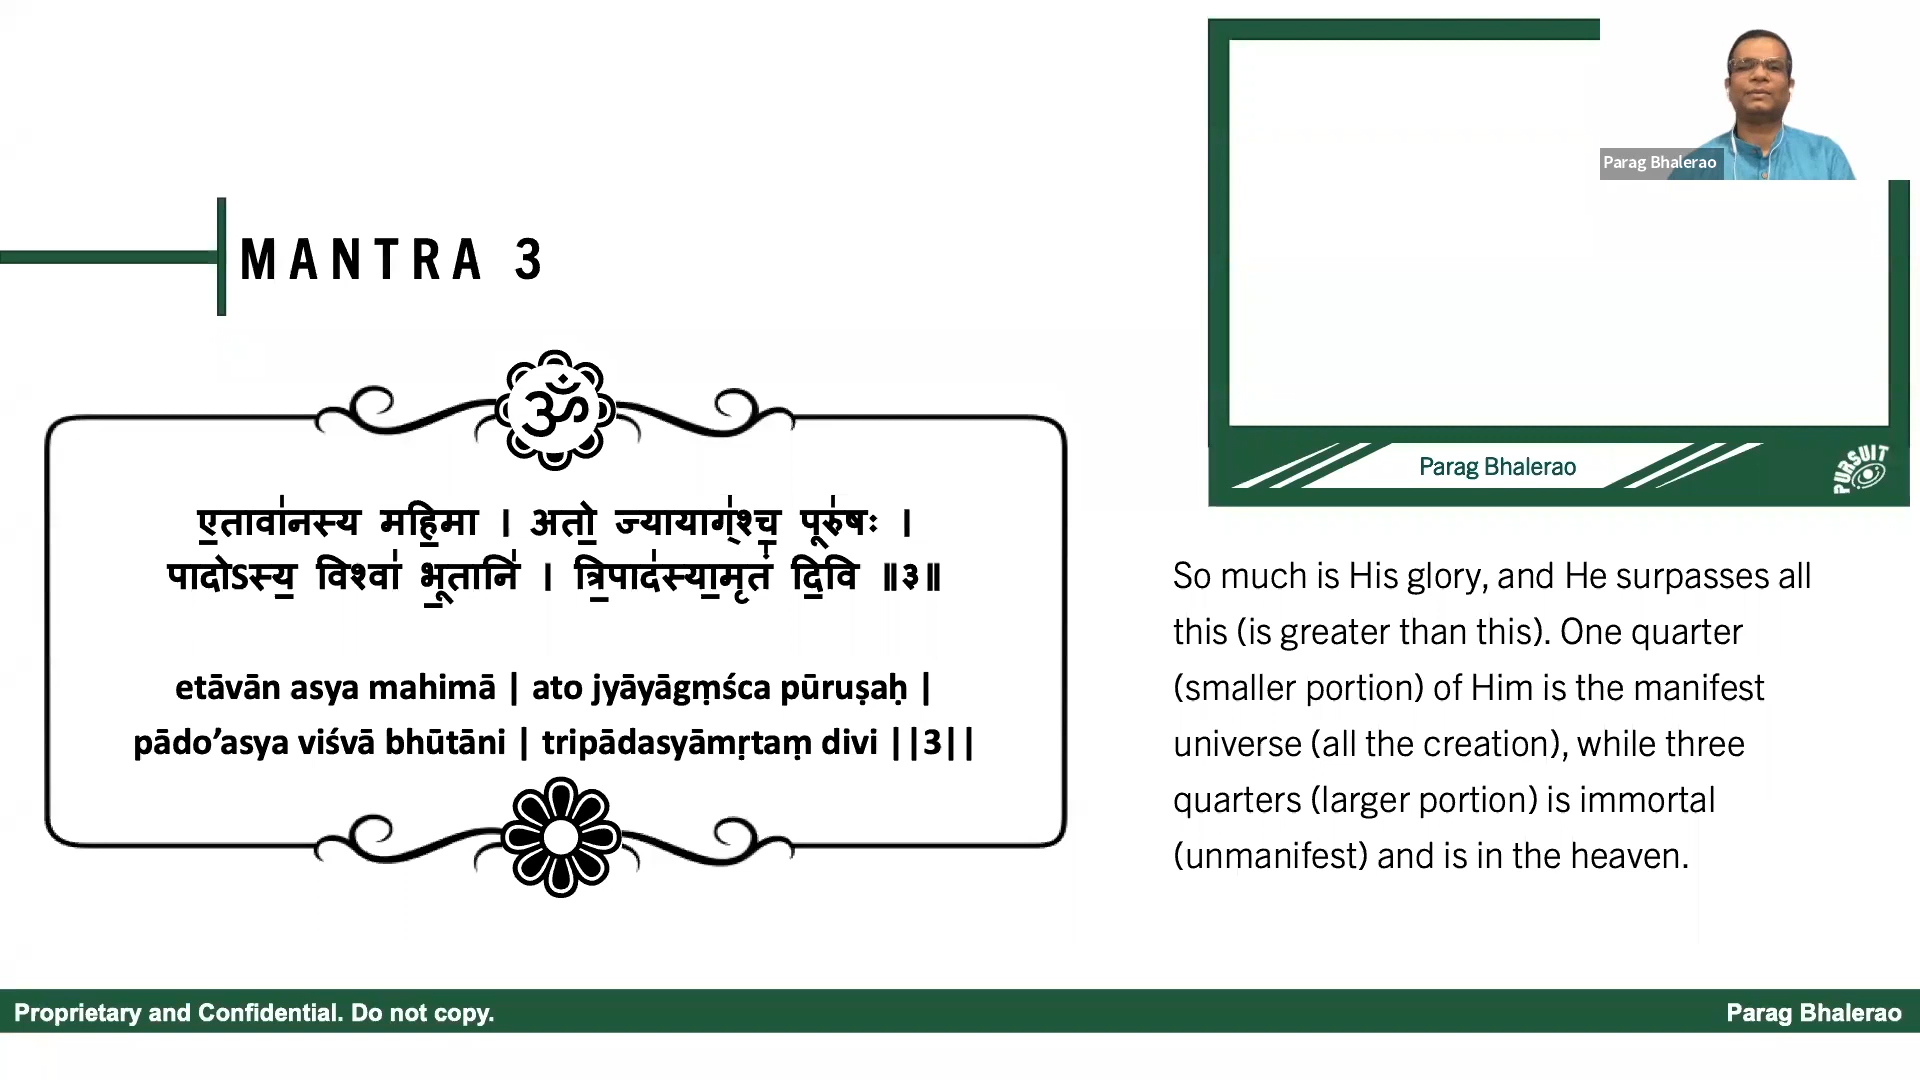 Parag Bhalerao
MANTRA 3
ॐ
ए॒तावा॑नस्य महि॒मा । अतो॒ ज्यायाग्॑श्च॒ पूरु॑षः ।
पादो॑ऽस्य॒ विश्वा॑ भू॒तानि॑ । त्रि॒पाद॑स्या॒मृतं॑ दि॒वि ॥३॥
etāvān asya mahimā | ato jyāyāgṃśca pūruṣaḥ |
pādo’asya viśvā bhūtāni | tripādasyāmṛtaṃ divi ||3||
Parag Bhalerao
PURSUIT
So much is His glory, and He surpasses all
this (is greater than this). One quarter
(smaller portion) of Him is the manifest
universe (all the creation), while three
quarters (larger portion) is immortal
(unmanifest) and is in the heaven.
Proprietary and Confidential. Do not copy.
Parag Bhalerao